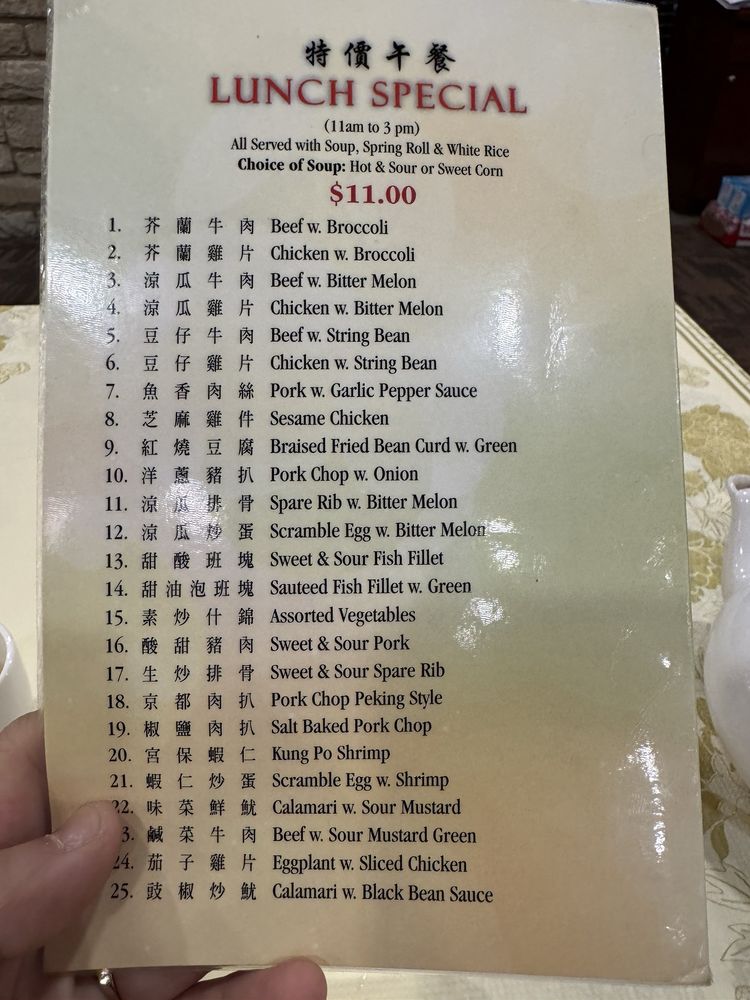 特價午餐
LUNCH SPECIAL
(11am to 3 pm)
All Served with Soup, Spring Roll & White Rice
Choice of Soup: Hot & Sour or Sweet Corn
$11.00
1. 芥蘭牛肉 Beef w. Broccoli
2. 芥蘭雞片 Chicken w. Broccoli
3. 涼瓜牛肉 Beef w. Bitter Melon
4. 涼瓜雞片 Chicken w. Bitter Melon
5. 豆仔牛肉 Beef w. String Bean
6. 豆仔雞片 Chicken w. String Bean
7. 魚香肉絲 Pork w. Garlic Pepper Sauce
8. 芝麻雞件 Sesame Chicken
9. 紅燒豆腐 Braised Fried Bean Curd w. Green
10. 洋蔥豬扒 Pork Chop w. Onion
11. 涼瓜排骨 Spare Rib w. Bitter Melon
12. 涼瓜炒蛋 Scramble Egg w. Bitter Melon
13. 甜酸班塊 Sweet & Sour Fish Fillet
14. 甜油泡班塊 Sauteed Fish Fillet w. Green
15. 素炒什錦 Assorted Vegetables
16. 酸甜豬肉 Sweet & Sour Pork
17. 生炒排骨 Sweet & Sour Spare Rib
18. 京都肉扒 Pork Chop Peking Style
19. 椒鹽肉扒 Salt Baked Pork Chop
20. 宮保蝦仁 Kung Po Shrimp
21. 蝦仁炒蛋 Scramble Egg w. Shrimp
22. 味菜鮮魷 Calamari w. Sour Mustard
3. 鹹菜牛肉 Beef w. Sour Mustard Green
24. 茄子雞片 Eggplant w. Sliced Chicken
25. 豉椒炒魷 Calamari w. Black Bean Sauce